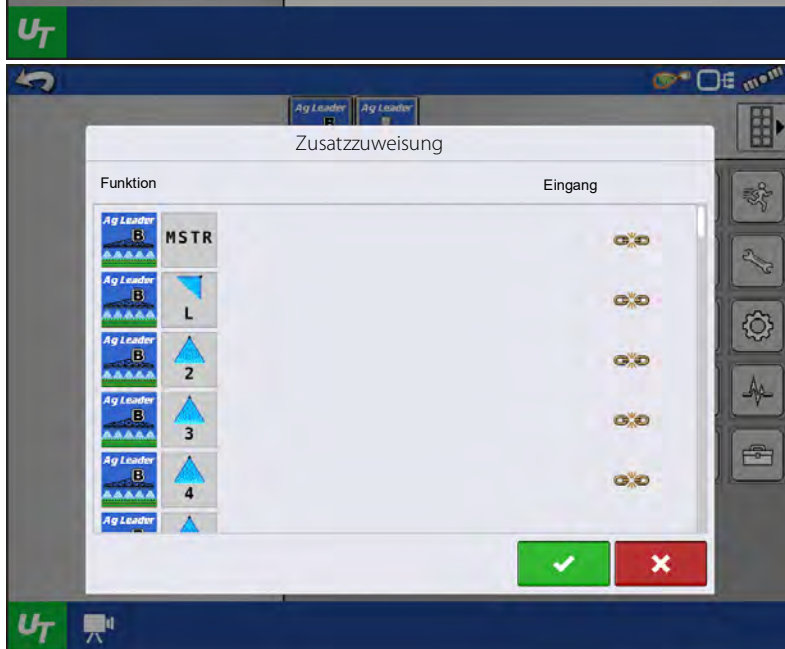 UT
Ag Leader Ag Leader
B
Zusatzzuweisung
Funktion Eingang
Ag Leader
B MSTR
Ag Leader
B L
Ag Leader
B 2
Ag Leader
B 3
Ag Leader
B 4
Ag Leader
UT